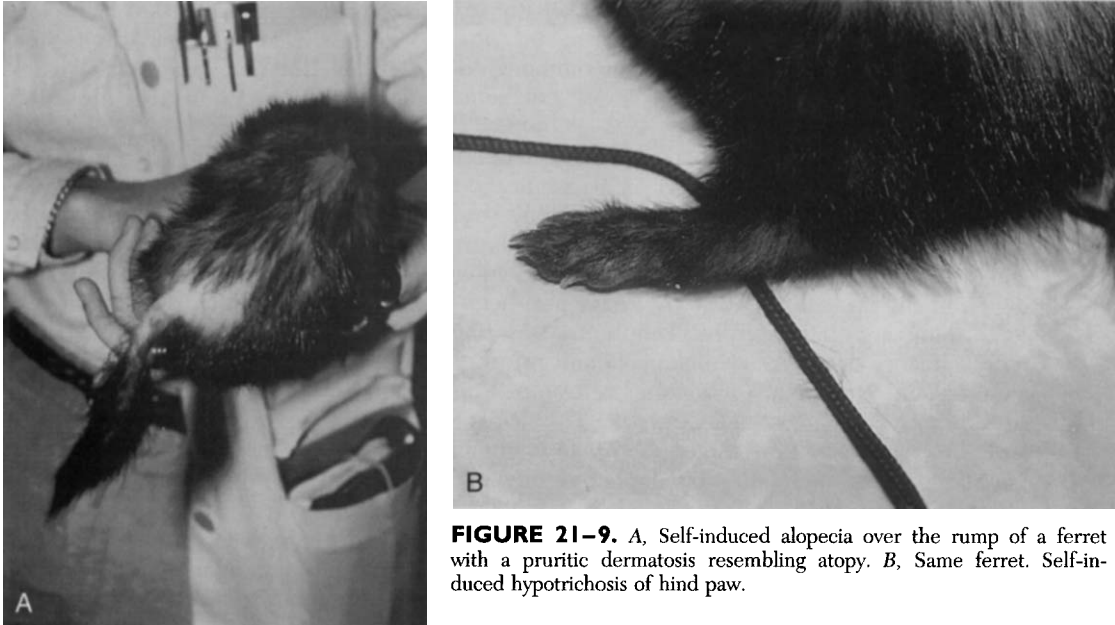 A
B
FIGURE 21–9. A, Self-induced alopecia over the rump of a ferret
with a pruritic dermatosis resembling atopy. B, Same ferret. Self-in-
duced hypotrichosis of hind paw.